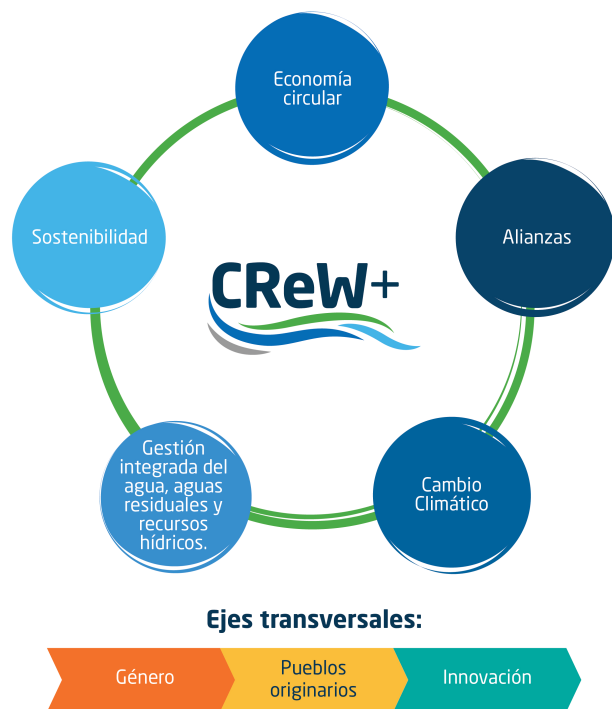 Economía
circular
Sostenibilidad
Alianzas
CReW+
Gestión
integrada del
agua, aguas
residuales y
recursos
hídricos.
Cambio
Climático
Ejes transversales:
Género
Pueblos
originarios
Innovación